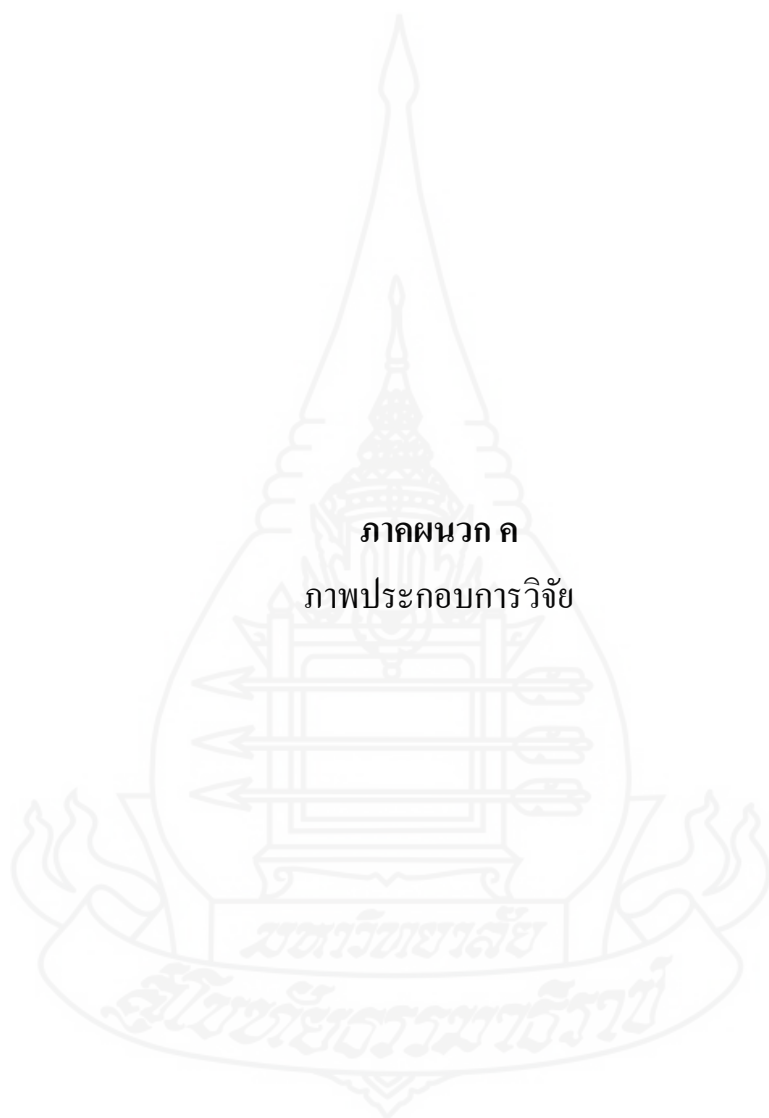 ภาคผนวก ค
ภาพประกอบการวิจัย
มหาวิทยาลัย
สุโขทัยธรรมาธิราช